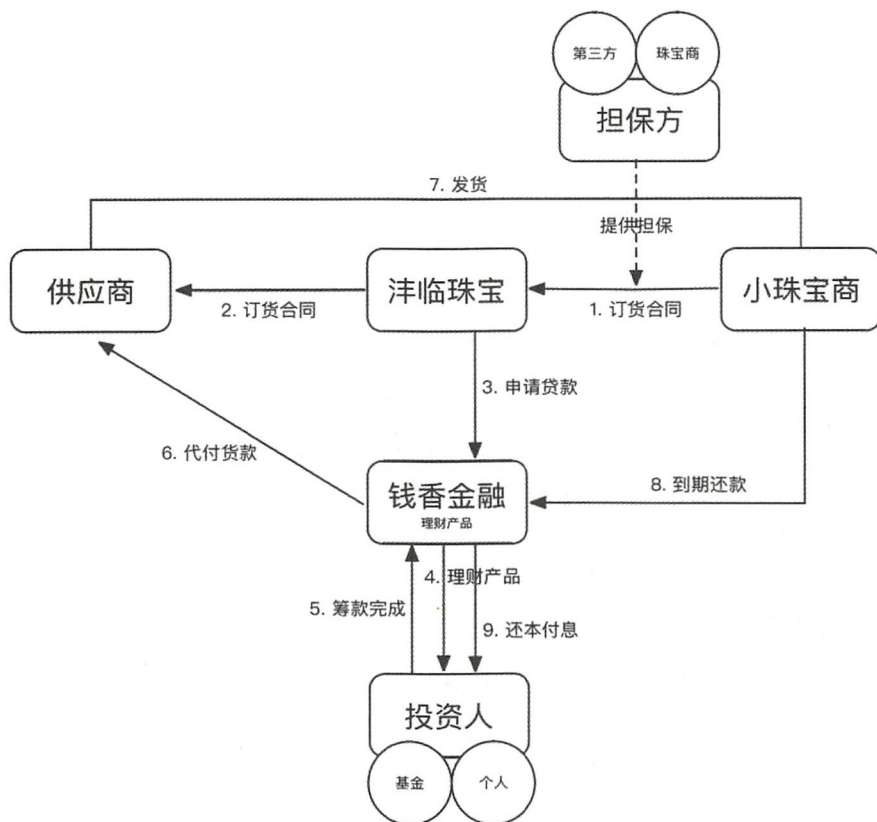 第三方 珠宝商
担保方
7. 发货
提供担保
供应商
沣临珠宝
小珠宝商
2. 订货合同
1. 订货合同
3. 申请贷款
6. 代付货款
钱香金融
理财产品
8. 到期还款
4. 理财产品
5. 筹款完成
9. 还本付息
投资人
基金 个人